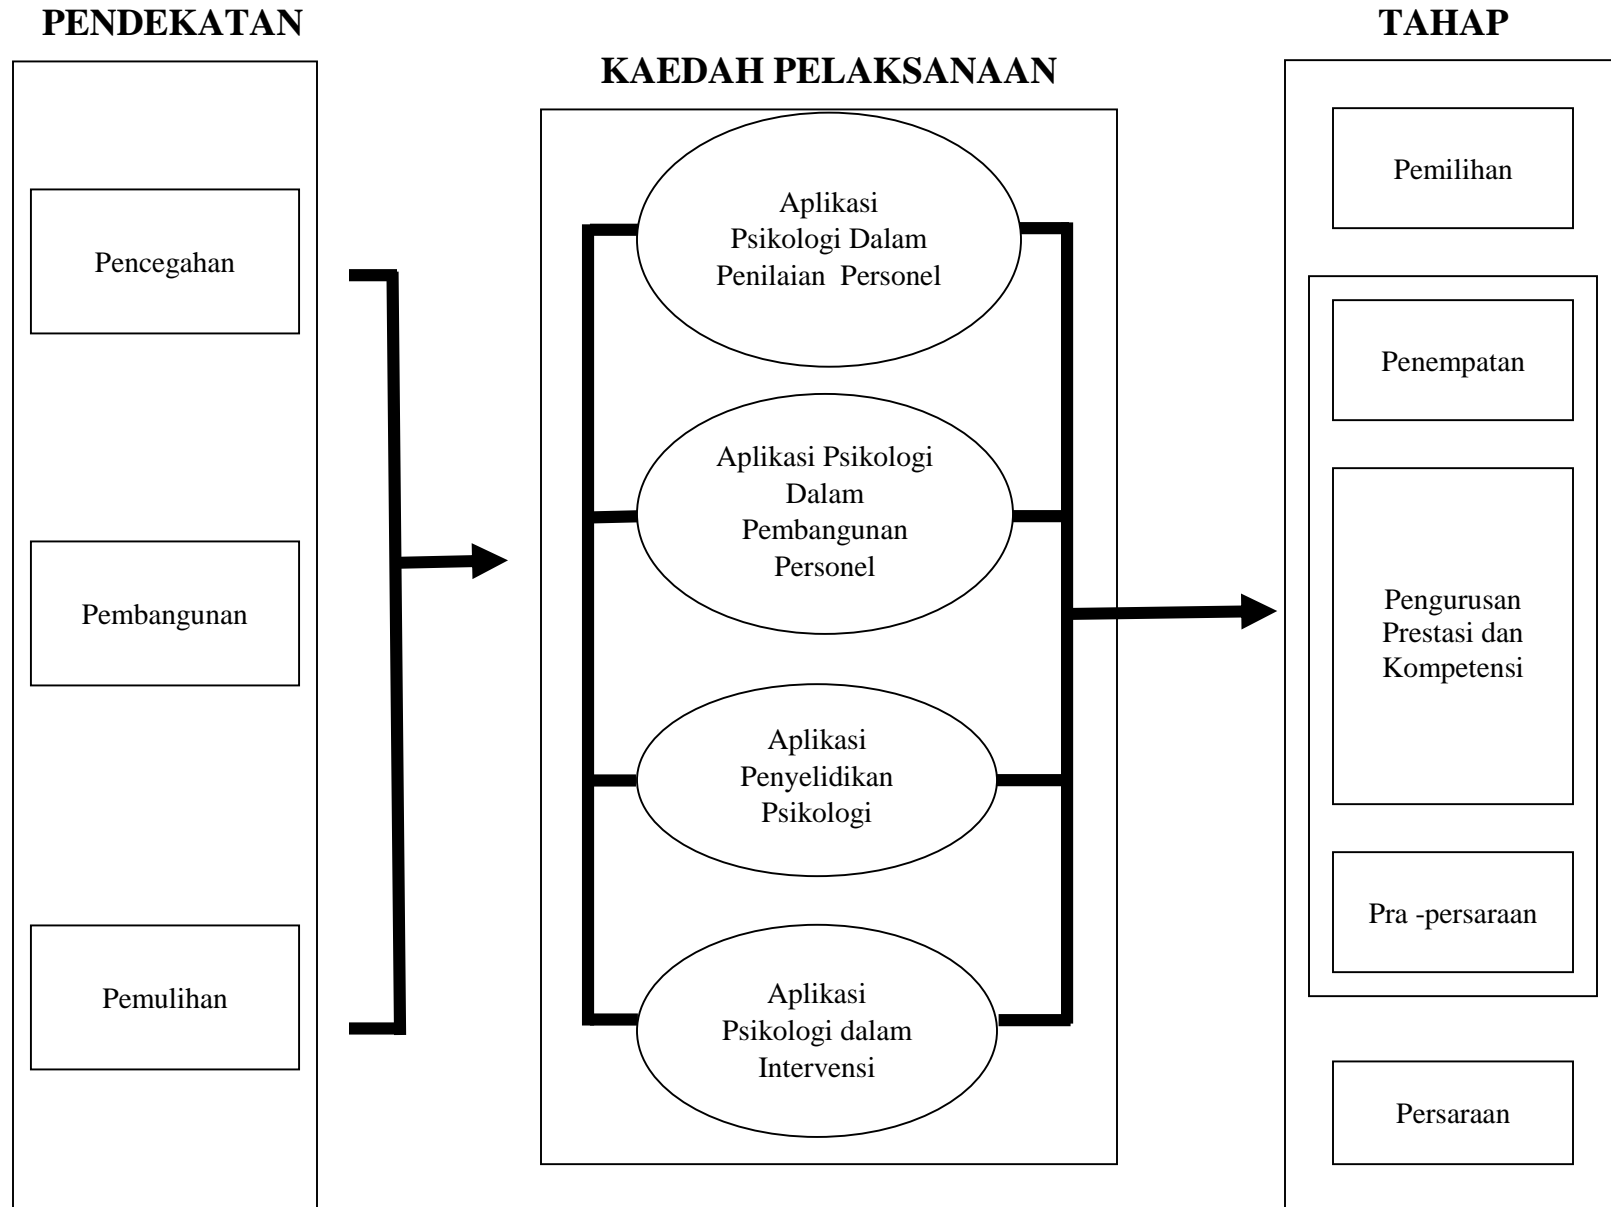 PENDEKATAN
Pencegahan
Pembangunan
Pemulihan
KAEDAH PELAKSANAAN
Aplikasi
Psikologi Dalam
Penilaian  Personel
Aplikasi Psikologi
Dalam
Pembangunan
Personel
Aplikasi
Penyelidikan
Psikologi
Aplikasi
Psikologi dalam
Intervensi
TAHAP
Pemilihan
Penempatan
Pengurusan
Prestasi dan
Kompetensi
Pra -persaraan
Persaraan